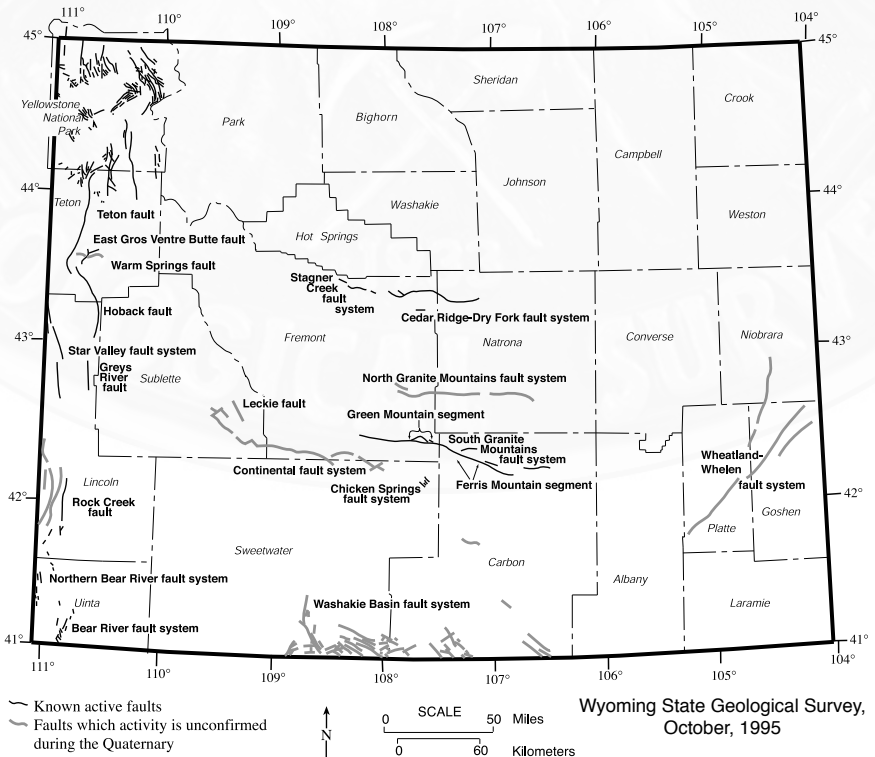 111° 109° 108° 107° 106° 105° 104°
45° 45°
Sheridan
Crook
Yellowstone
National
Park
Park
Bighorn
Campbell
Johnson
44° 44°
Teton
Washakie
Weston
Teton fault
East Gros Ventre Butte fault
Hot Springs
Warm Springs fault
Stagner
Creek
fault
system
Hoback fault
Cedar Ridge-Dry Fork fault system
43° 43°
Fremont
Natrona
Converse
Niobrara
Star Valley fault system
Greys
River
fault
Sublette
North Granite Mountains fault system
Leckie fault
Green Mountain segment
South Granite
Mountains
fault system
Wheatland-
Whelen
fault system
Continental fault system
Chicken Springs
fault system
Ferris Mountain segment
42° 42°
Lincoln
Rock Creek
fault
Goshen
Platte
Sweetwater
Carbon
Albany
Northern Bear River fault system
Uinta
Washakie Basin fault system
Laramie
Bear River fault system
41° 41°
111° 110° 109° 108° 107° 106° 105° 104°
Known active faults
Faults which activity is unconfirmed
during the Quaternary
N
SCALE
0 50 Miles
0 60 Kilometers
Wyoming State Geological Survey,
October, 1995